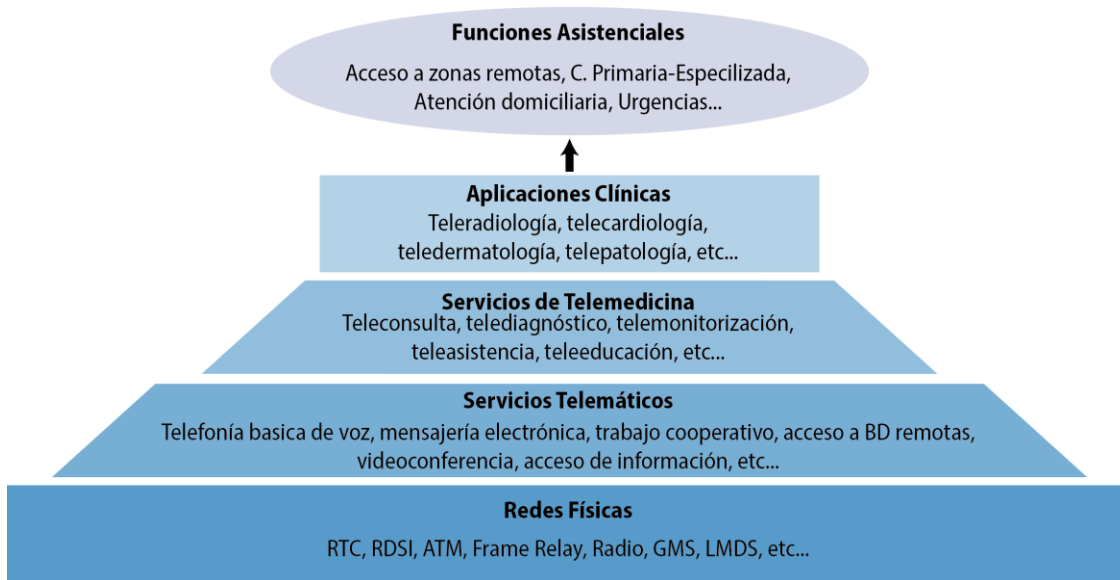 Funciones Asistenciales
Acceso a zonas remotas, C. Primaria-Especilizada,
Atención domiciliaria, Urgencias...
Aplicaciones Clínicas
Teleradiología, telecardiología,
teledermatología, telepatología, etc...
Servicios de Telemedicina
Teleconsulta, telediagnóstico, telemonitorización,
teleasistencia, teleeducación, etc...
Servicios Telemáticos
Telefonía basica de voz, mensajería electrónica, trabajo cooperativo, acceso a BD remotas,
videoconferencia, acceso de información, etc...
Redes Físicas
RTC, RDSI, ATM, Frame Relay, Radio, GMS, LMDS, etc...